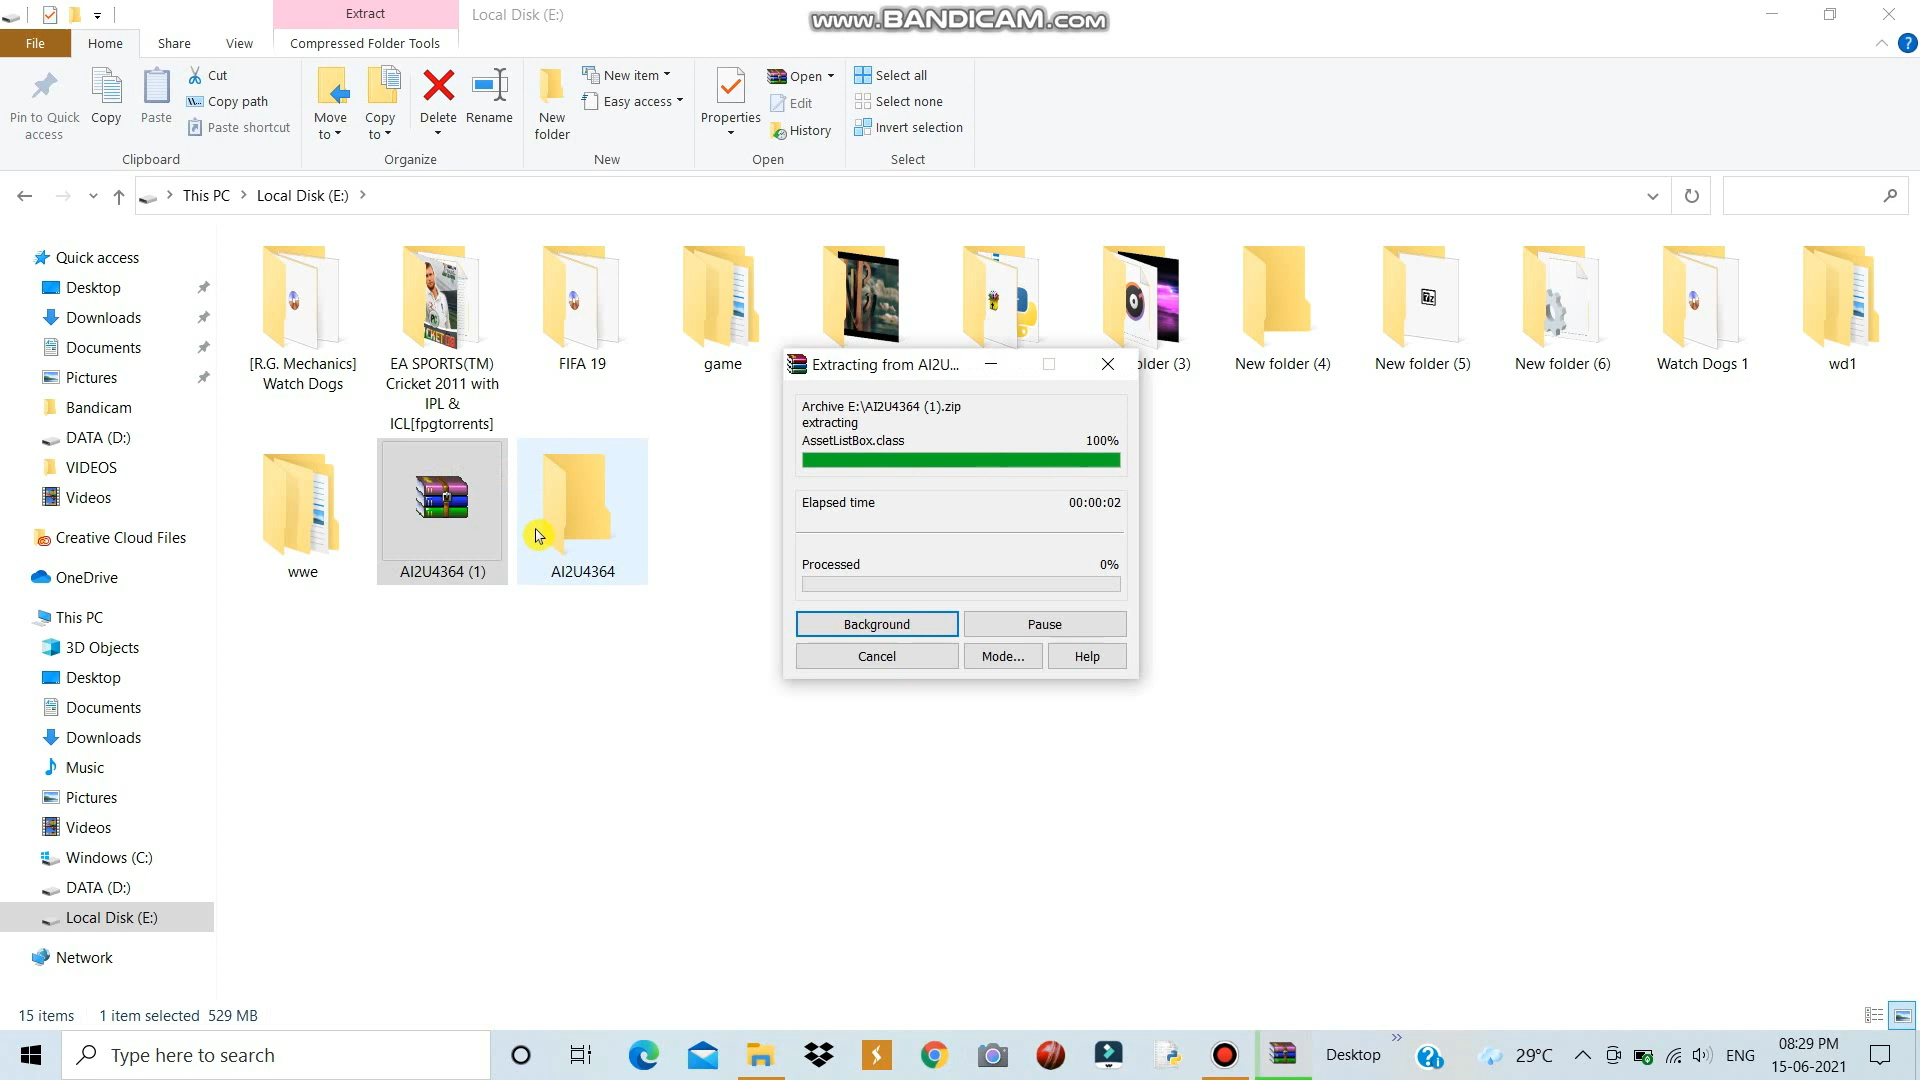 Extract
Local Disk (E:)
www.BANDICAM.com
File
Home
Share
View
Compressed Folder Tools
Pin to Quick
access
Copy
Paste
Cut
Copy path
Paste shortcut
Clipboard
Move
to
Copy
to
Delete
Rename
Organize
New
folder
New item
Easy access
New
Properties
Open
Edit
History
Open
Select all
Select none
Invert selection
Select
This PC
Local Disk (E:)
Quick access
Desktop
Downloads
Documents
Pictures
Bandicam
DATA (D:)
VIDEOS
Videos
Creative Cloud Files
OneDrive
This PC
3D Objects
Desktop
Documents
Downloads
Music
Pictures
Videos
Windows (C:)
DATA (D:)
Local Disk (E:)
Network
[R.G. Mechanics]
Watch Dogs
EA SPORTS(TM)
Cricket 2011 with
IPL &
ICL[fpgtorrents]
FIFA 19
game
lder (3)
New folder (4)
New folder (5)
New folder (6)
Watch Dogs 1
wd1
wwe
AI2U4364 (1)
AI2U4364
Extracting from AI2U...
Archive E:\AI2U4364 (1).zip
extracting
AssetListBox.class 100%
Elapsed time 00:00:02
Processed 0%
Background
Pause
Cancel
Mode...
Help
15 items 1 item selected 529 MB
Type here to search
Desktop
29°C
ENG
08:29 PM
15-06-2021